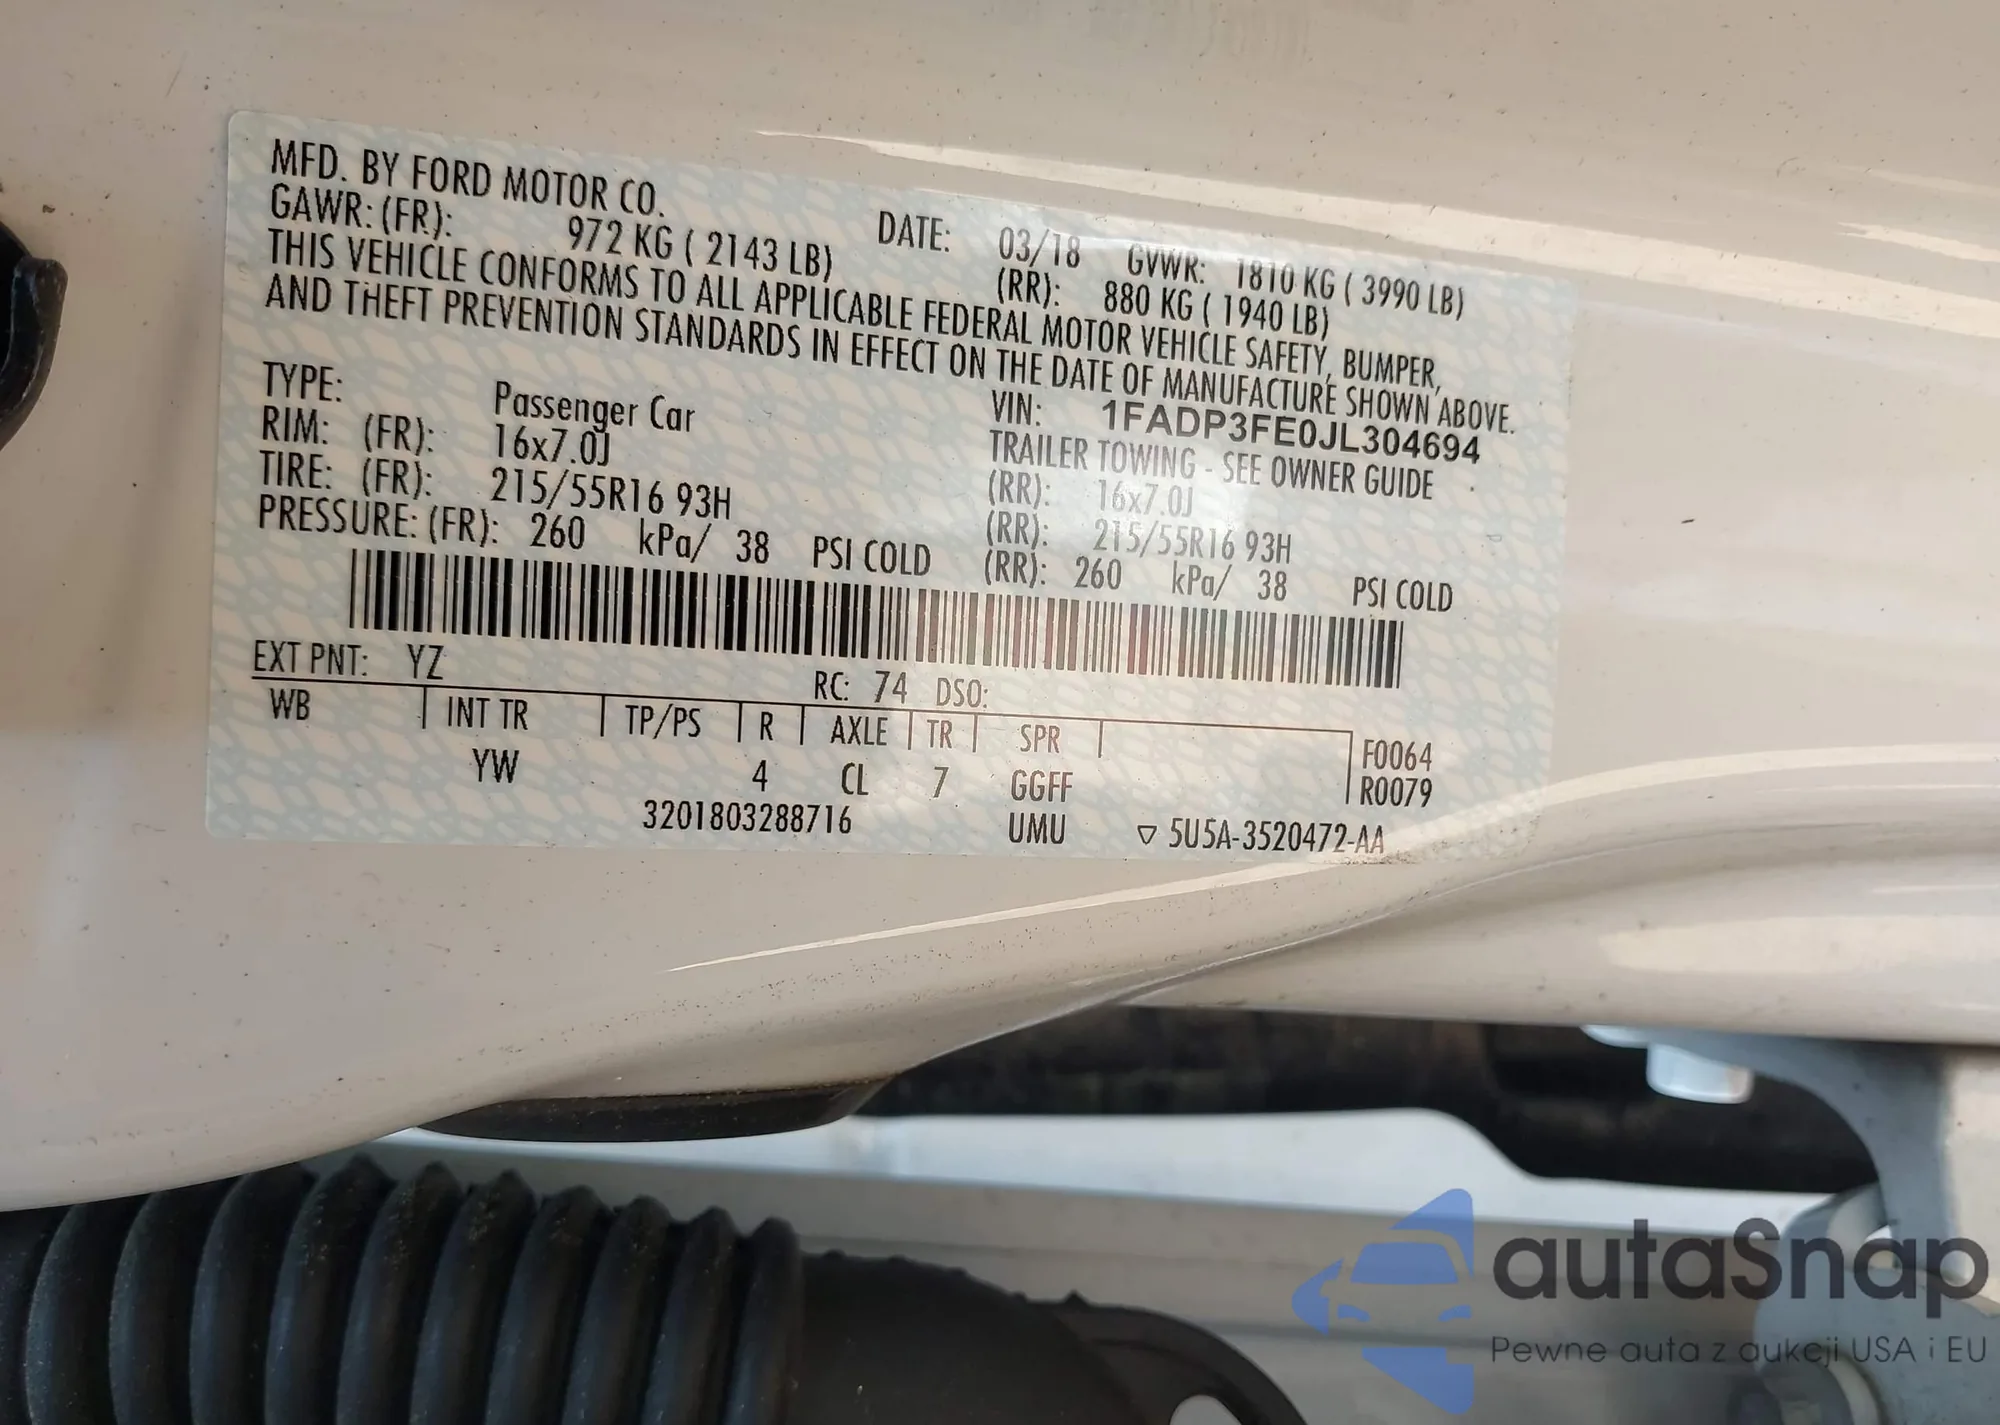 MFD. BY FORD MOTOR CO. DATE: 03/18 GVWR: 1810 KG ( 3990 LB)
GAWR: (FR): 972 KG ( 2143 LB) (RR): 880 KG ( 1940 LB)
THIS VEHICLE CONFORMS TO ALL APPLICABLE FEDERAL MOTOR VEHICLE SAFETY, BUMPER,
AND THEFT PREVENTION STANDARDS IN EFFECT ON THE DATE OF MANUFACTURE SHOWN ABOVE.
VIN: 1FADP3FE0JL304694
TYPE: Passenger Car TRAILER TOWING - SEE OWNER GUIDE
RIM: (FR): 16x7.0J (RR): 16x7.0J
TIRE: (FR): 215/55R16 93H (RR): 215/55R16 93H
PRESSURE: (FR): 260 kPa/ 38 PSI COLD (RR): 260 kPa/ 38 PSI COLD
EXT PNT: YZ RC: 74 DSO:
WB INT TR TP/PS R AXLE TR SPR F0064
YW 4 CL 7 GGFF R0079
3201803288716 UMU ▽ 5U5A-3520472-AA
autaSnap
Pewne auta z aukcji USA i EU